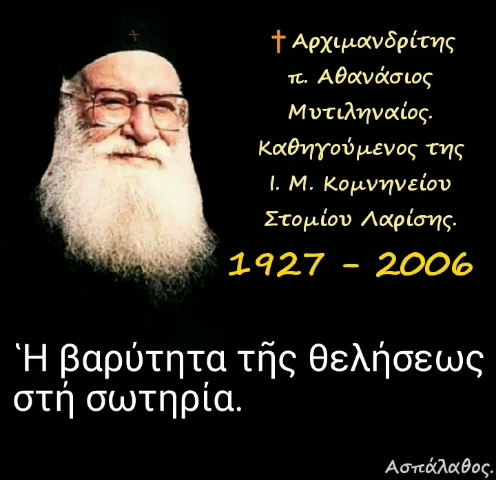 † Αρχιμανδρίτης
π. Αθανάσιος
Μυτιληναίος.
Καθηγούμενος της
Ι. Μ. Κομνηνείου
Στομίου Λαρίσης.
1927 - 2006
Ἡ βαρύτητα τῆς θελήσεως
στή σωτηρία.
Ασπάλαθος.